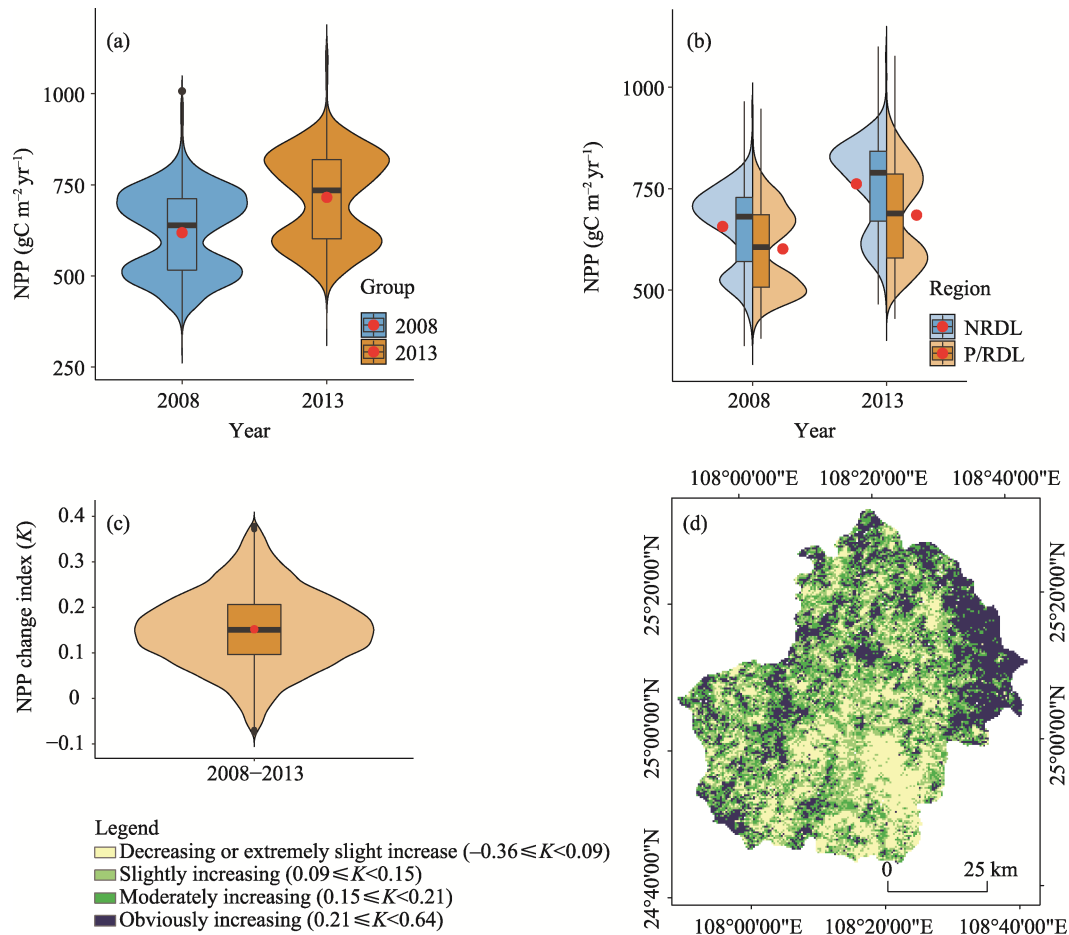 (a)
NPP (gC m⁻² yr⁻¹)
1000
750
500
250
2008
2013
Year
Group
2008
2013
(b)
NPP (gC m⁻² yr⁻¹)
1000
750
500
2008
2013
Year
Region
NRDL
P/RDL
(c)
NPP change index (K)
0.4
0.3
0.2
0.1
0
−0.1
2008−2013
Legend
Decreasing or extremely slight increase (−0.36⩽K<0.09)
Slightly increasing (0.09⩽K<0.15)
Moderately increasing (0.15⩽K<0.21)
Obviously increasing (0.21⩽K<0.64)
108°00'00"E 108°20'00"E 108°40'00"E
(d)
25°20'00"N
25°00'00"N
24°40'00"N
25°20'00"N
25°00'00"N
24°40'00"N
0 25 km
108°00'00"E 108°20'00"E 108°40'00"E